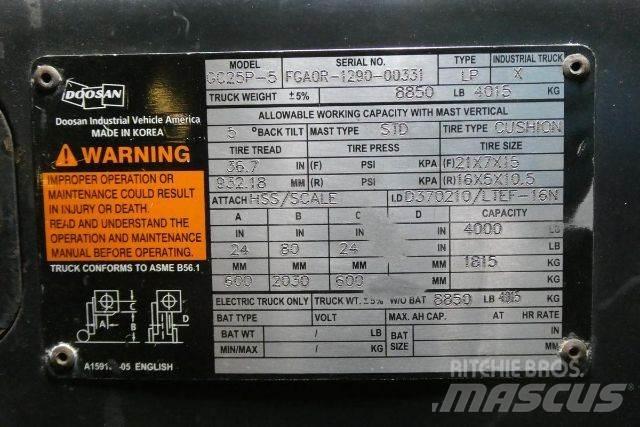 DOOSAN
Doosan Industrial Vehicle America
MADE IN KOREA
WARNING
IMPROPER OPERATION OR
MAINTENANCE COULD RESULT
IN INJURY OR DEATH.
READ AND UNDERSTAND THE
OPERATION AND MAINTENANCE
MANUAL BEFORE OPERATING.
TRUCK CONFORMS TO ASME B56.1
A B C D
ENGLISH
MODEL SERIAL NO. TYPE INDUSTRIAL TRUCK
GC25P-5 FGA0R-1290-00331 LP X
TRUCK WEIGHT ±5% 8850 LB 4015 KG
ALLOWABLE WORKING CAPACITY WITH MAST VERTICAL
5 °BACK TILT MAST TYPE STD TIRE TYPE CUSHION
TIRE TREAD TIRE PRESS TIRE SIZE
36.7 IN (F) PSI KPA (F) 21X7X15
932.18 MM (R) PSI KPA (R) 16X5X10.5
ATTACH HSS/SCALE I.D D370210/LTEF-16N
A B C CAPACITY
IN IN IN IN 4000 LB
24 80 24
MM MM MM MM 1815 KG
600 2030 600
ELECTRIC TRUCK ONLY TRUCK WT. ±5% W/O BAT 8850 LB 4015 KG
BAT TYPE VOLT MAX. AH CAP. AT HR RATE
BAT WT / LB BAT SIZE IN
MIN/MAX / KG MM
RITCHIE BROS.
MASCUS